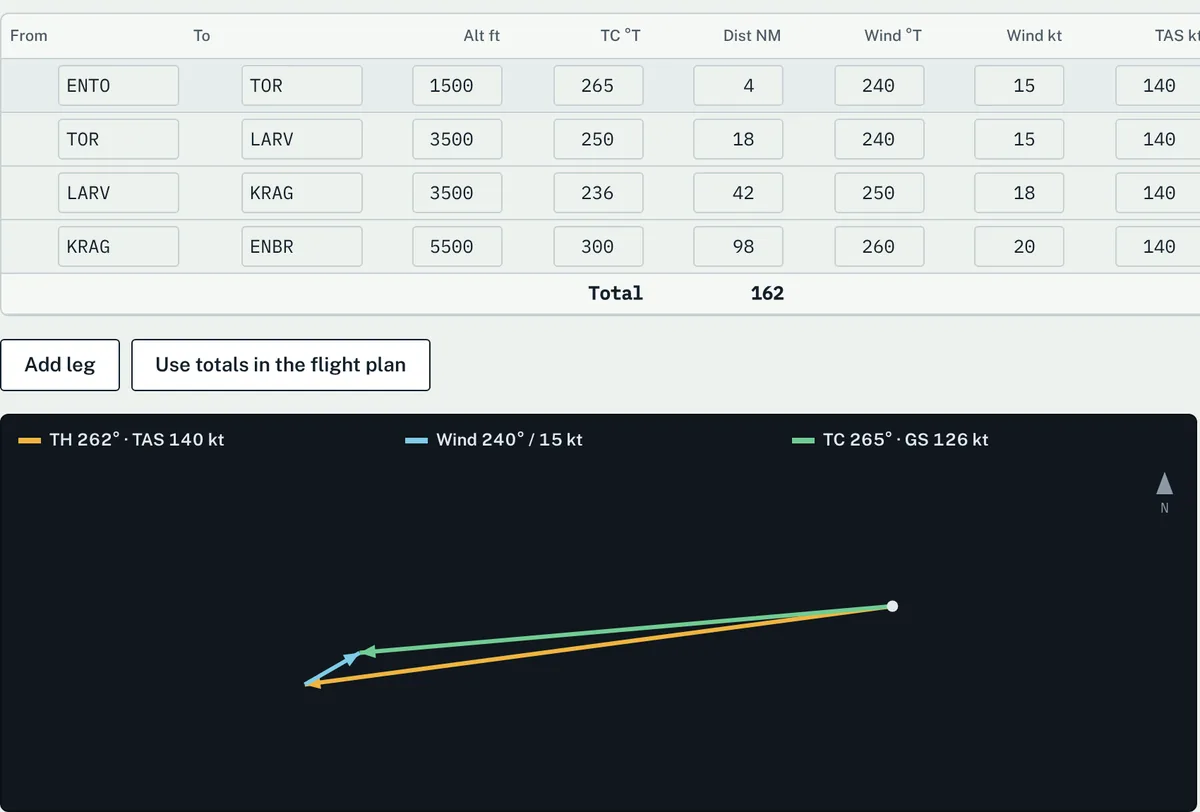 From To Alt ft TC °T Dist NM Wind °T Wind kt TAS kt
ENTO TOR 1500 265 4 240 15 140
TOR LARV 3500 250 18 240 15 140
LARV KRAG 3500 236 42 250 18 140
KRAG ENBR 5500 300 98 260 20 140
Total 162
Add leg Use totals in the flight plan
TH 262° · TAS 140 kt Wind 240° / 15 kt TC 265° · GS 126 kt
N